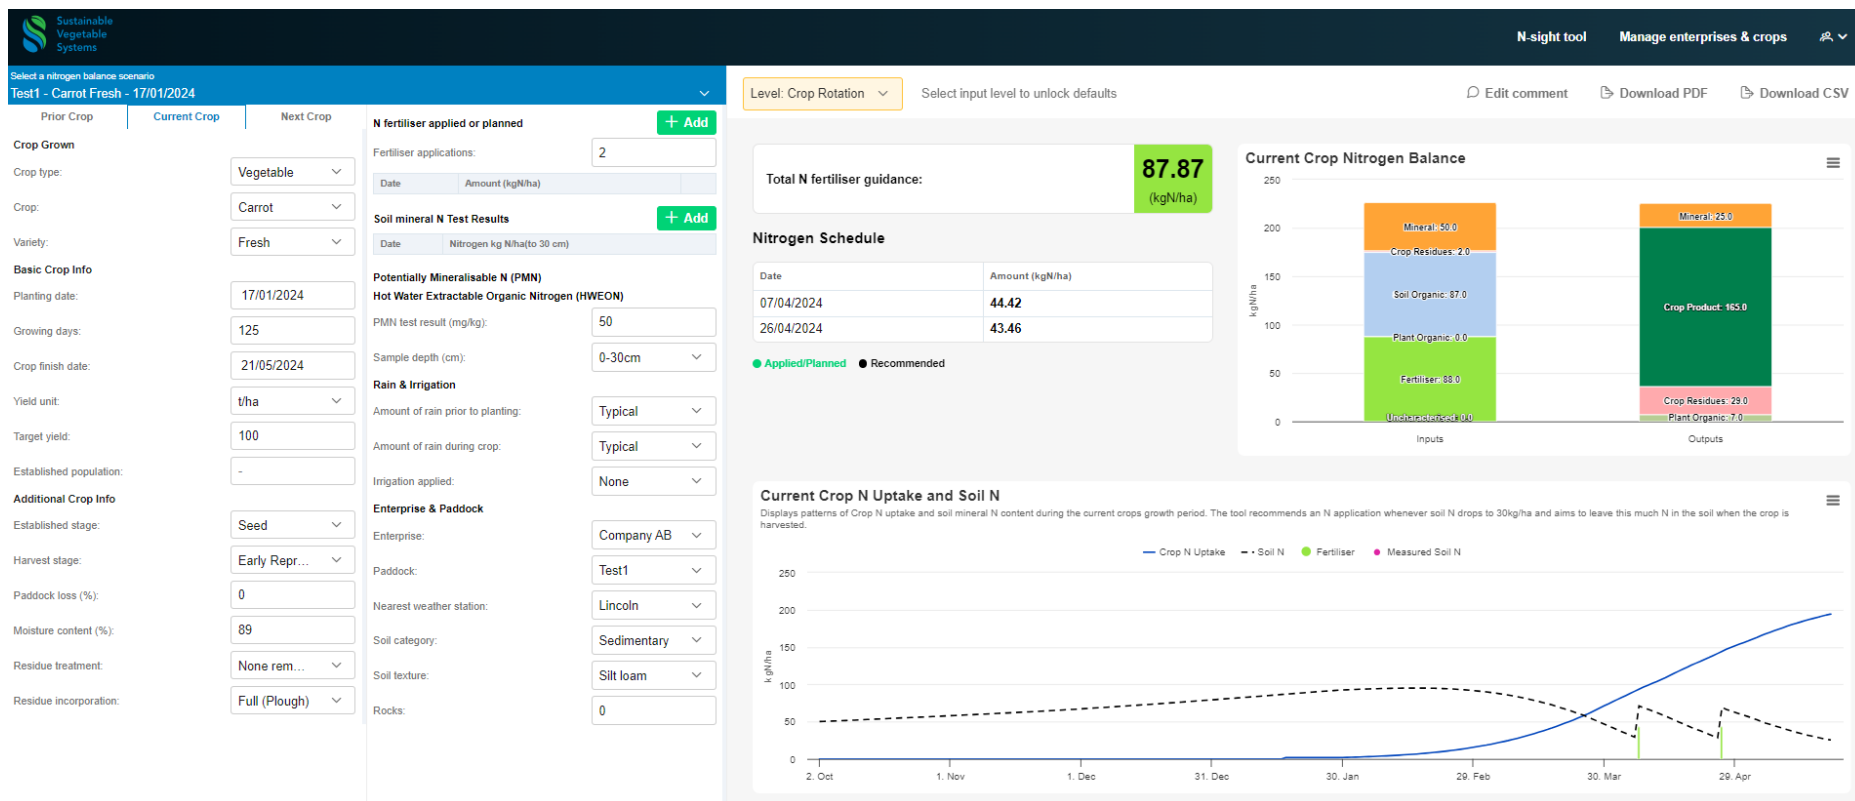 Sustainable
Vegetable
Systems
N-sight tool
Manage enterprises & crops
Select a nitrogen balance scenario
Test1 - Carrot Fresh - 17/01/2024
Prior Crop
Current Crop
Next Crop
Crop Grown
Crop type: Vegetable
Crop: Carrot
Variety: Fresh
Basic Crop Info
Planting date: 17/01/2024
Growing days: 125
Crop finish date: 21/05/2024
Yield unit: t/ha
Target yield: 100
Established population: -
Additional Crop Info
Established stage: Seed
Harvest stage: Early Repr...
Paddock loss (%): 0
Moisture content (%): 89
Residue treatment: None rem...
Residue incorporation: Full (Plough)
N fertiliser applied or planned
+ Add
Fertiliser applications: 2
Date Amount (kgN/ha)
Soil mineral N Test Results
+ Add
Date Nitrogen kg N/ha(to 30 cm)
Potentially Mineralisable N (PMN)
Hot Water Extractable Organic Nitrogen (HWEON)
PMN test result (mg/kg): 50
Sample depth (cm): 0-30cm
Rain & Irrigation
Amount of rain prior to planting: Typical
Amount of rain during crop: Typical
Irrigation applied: None
Enterprise & Paddock
Enterprise: Company AB
Paddock: Test1
Nearest weather station: Lincoln
Soil category: Sedimentary
Soil texture: Silt loam
Rocks: 0
Level: Crop Rotation
Select input level to unlock defaults
Edit comment
Download PDF
Download CSV
Total N fertiliser guidance:
87.87
(kgN/ha)
Nitrogen Schedule
Date Amount (kgN/ha)
07/04/2024 44.42
26/04/2024 43.46
Applied/Planned Recommended
Current Crop Nitrogen Balance
250
200
150
100
50
0
kgN/ha
Mineral: 50.0
Crop Residues: 2.0
Soil Organic: 87.0
Plant Organic: 0.0
Fertiliser: 88.0
Uncharacterised: 0.0
Mineral: 25.0
Crop Product: 165.0
Crop Residues: 29.0
Plant Organic: 7.0
Inputs
Outputs
Current Crop N Uptake and Soil N
Displays patterns of Crop N uptake and soil mineral N content during the current crops growth period. The tool recommends an N application whenever soil N drops to 30kg/ha and aims to leave this much N in the soil when the crop is
harvested.
Crop N Uptake Soil N Fertiliser Measured Soil N
250
200
150
100
50
0
kgN/ha
2. Oct 1. Nov 1. Dec 31. Dec 30. Jan 29. Feb 30. Mar 29. Apr